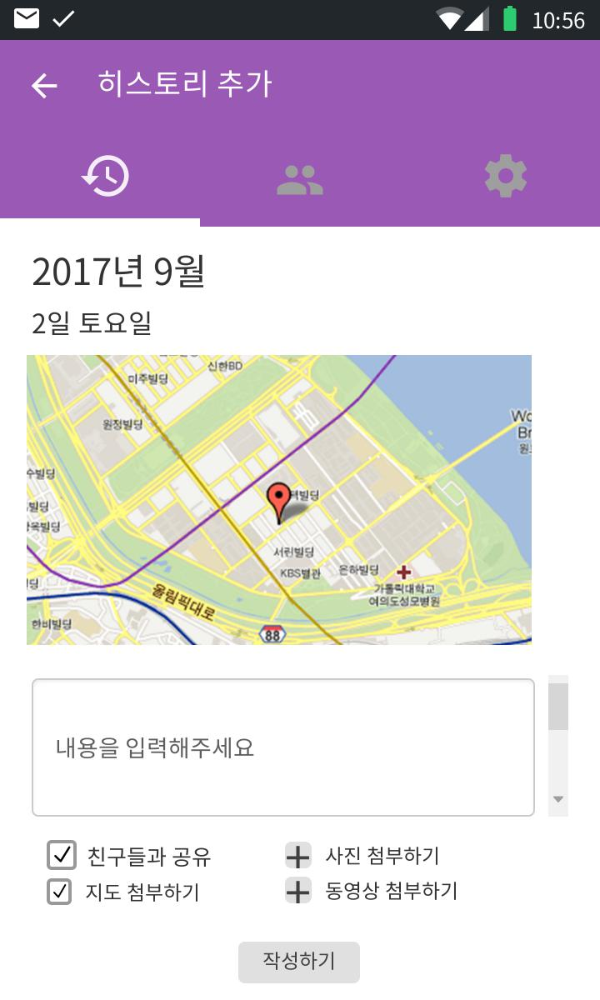 10:56
히스토리 추가
2017년 9월
2일 토요일
신한BD
미주빌딩
원정빌딩
Wo
Br
원
수빌딩
빌딩
택빌딩
옥빌딩
서린빌딩
KBS별관
은하빌딩
가톨릭대학교
여의도성모병원
딩
올림픽대로
한비빌딩
88
내용을 입력해주세요
친구들과 공유
사진 첨부하기
지도 첨부하기
동영상 첨부하기
작성하기